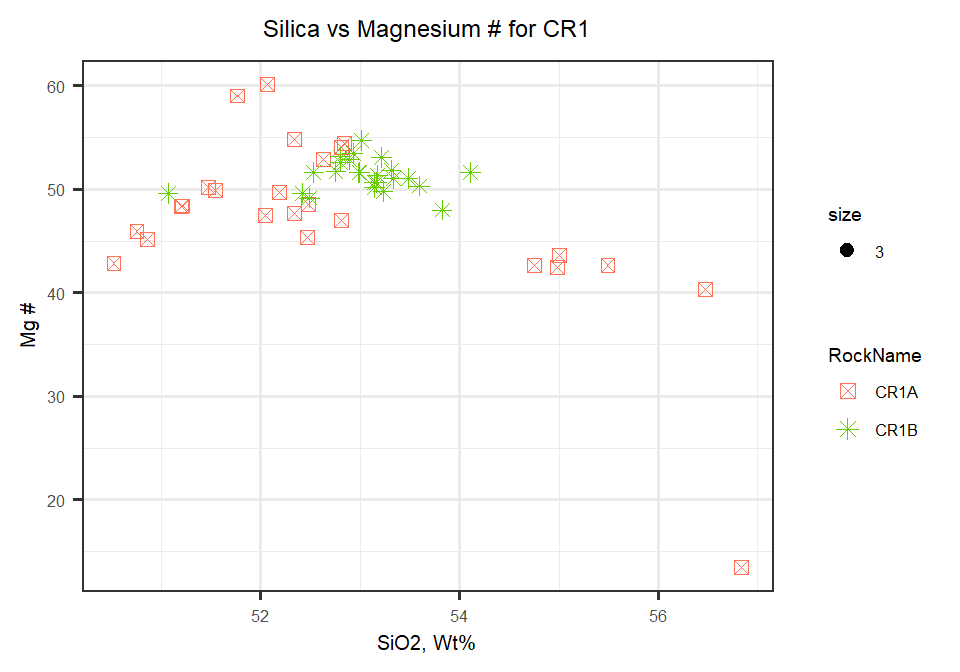 Silica vs Magnesium # for CR1
60
50
40
30
20
Mg #
52
54
56
SiO2, Wt%
size
3
RockName
CR1A
CR1B